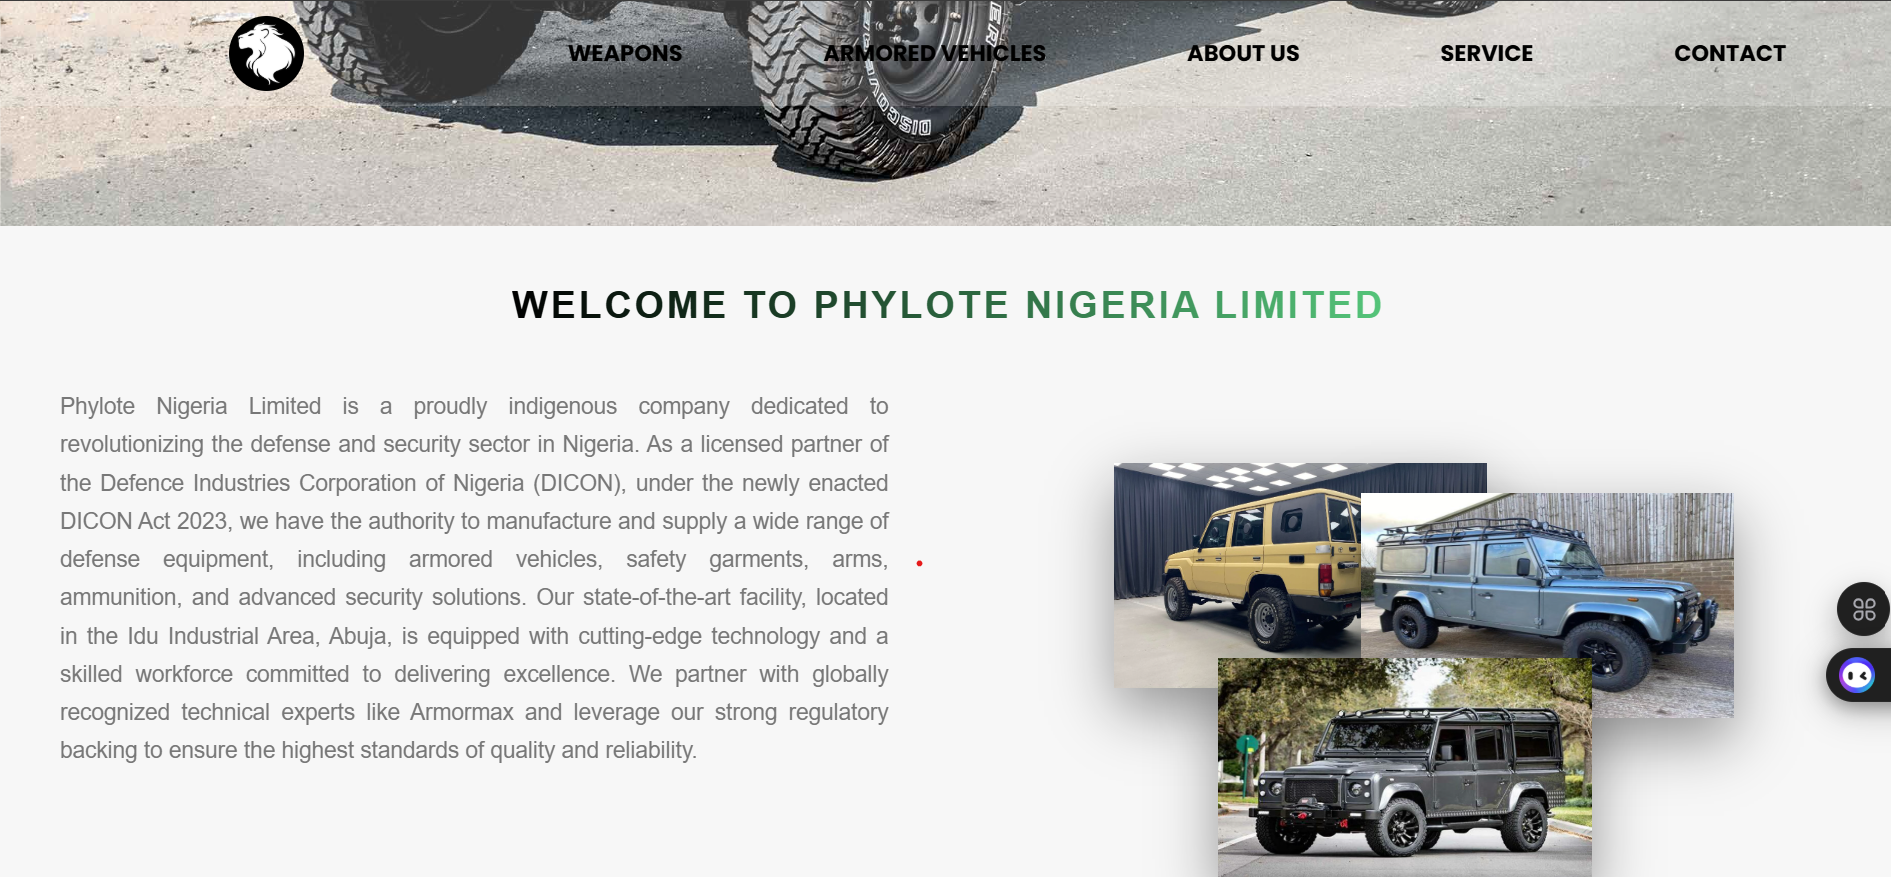 WEAPONS ARMORED VEHICLES ABOUT US SERVICE CONTACT
DISCOVERER
WELCOME TO PHYLOTE NIGERIA LIMITED
Phylote Nigeria Limited is a proudly indigenous company dedicated to
revolutionizing the defense and security sector in Nigeria. As a licensed partner of
the Defence Industries Corporation of Nigeria (DICON), under the newly enacted
DICON Act 2023, we have the authority to manufacture and supply a wide range of
defense equipment, including armored vehicles, safety garments, arms,
ammunition, and advanced security solutions. Our state-of-the-art facility, located
in the Idu Industrial Area, Abuja, is equipped with cutting-edge technology and a
skilled workforce committed to delivering excellence. We partner with globally
recognized technical experts like Armormax and leverage our strong regulatory
backing to ensure the highest standards of quality and reliability.